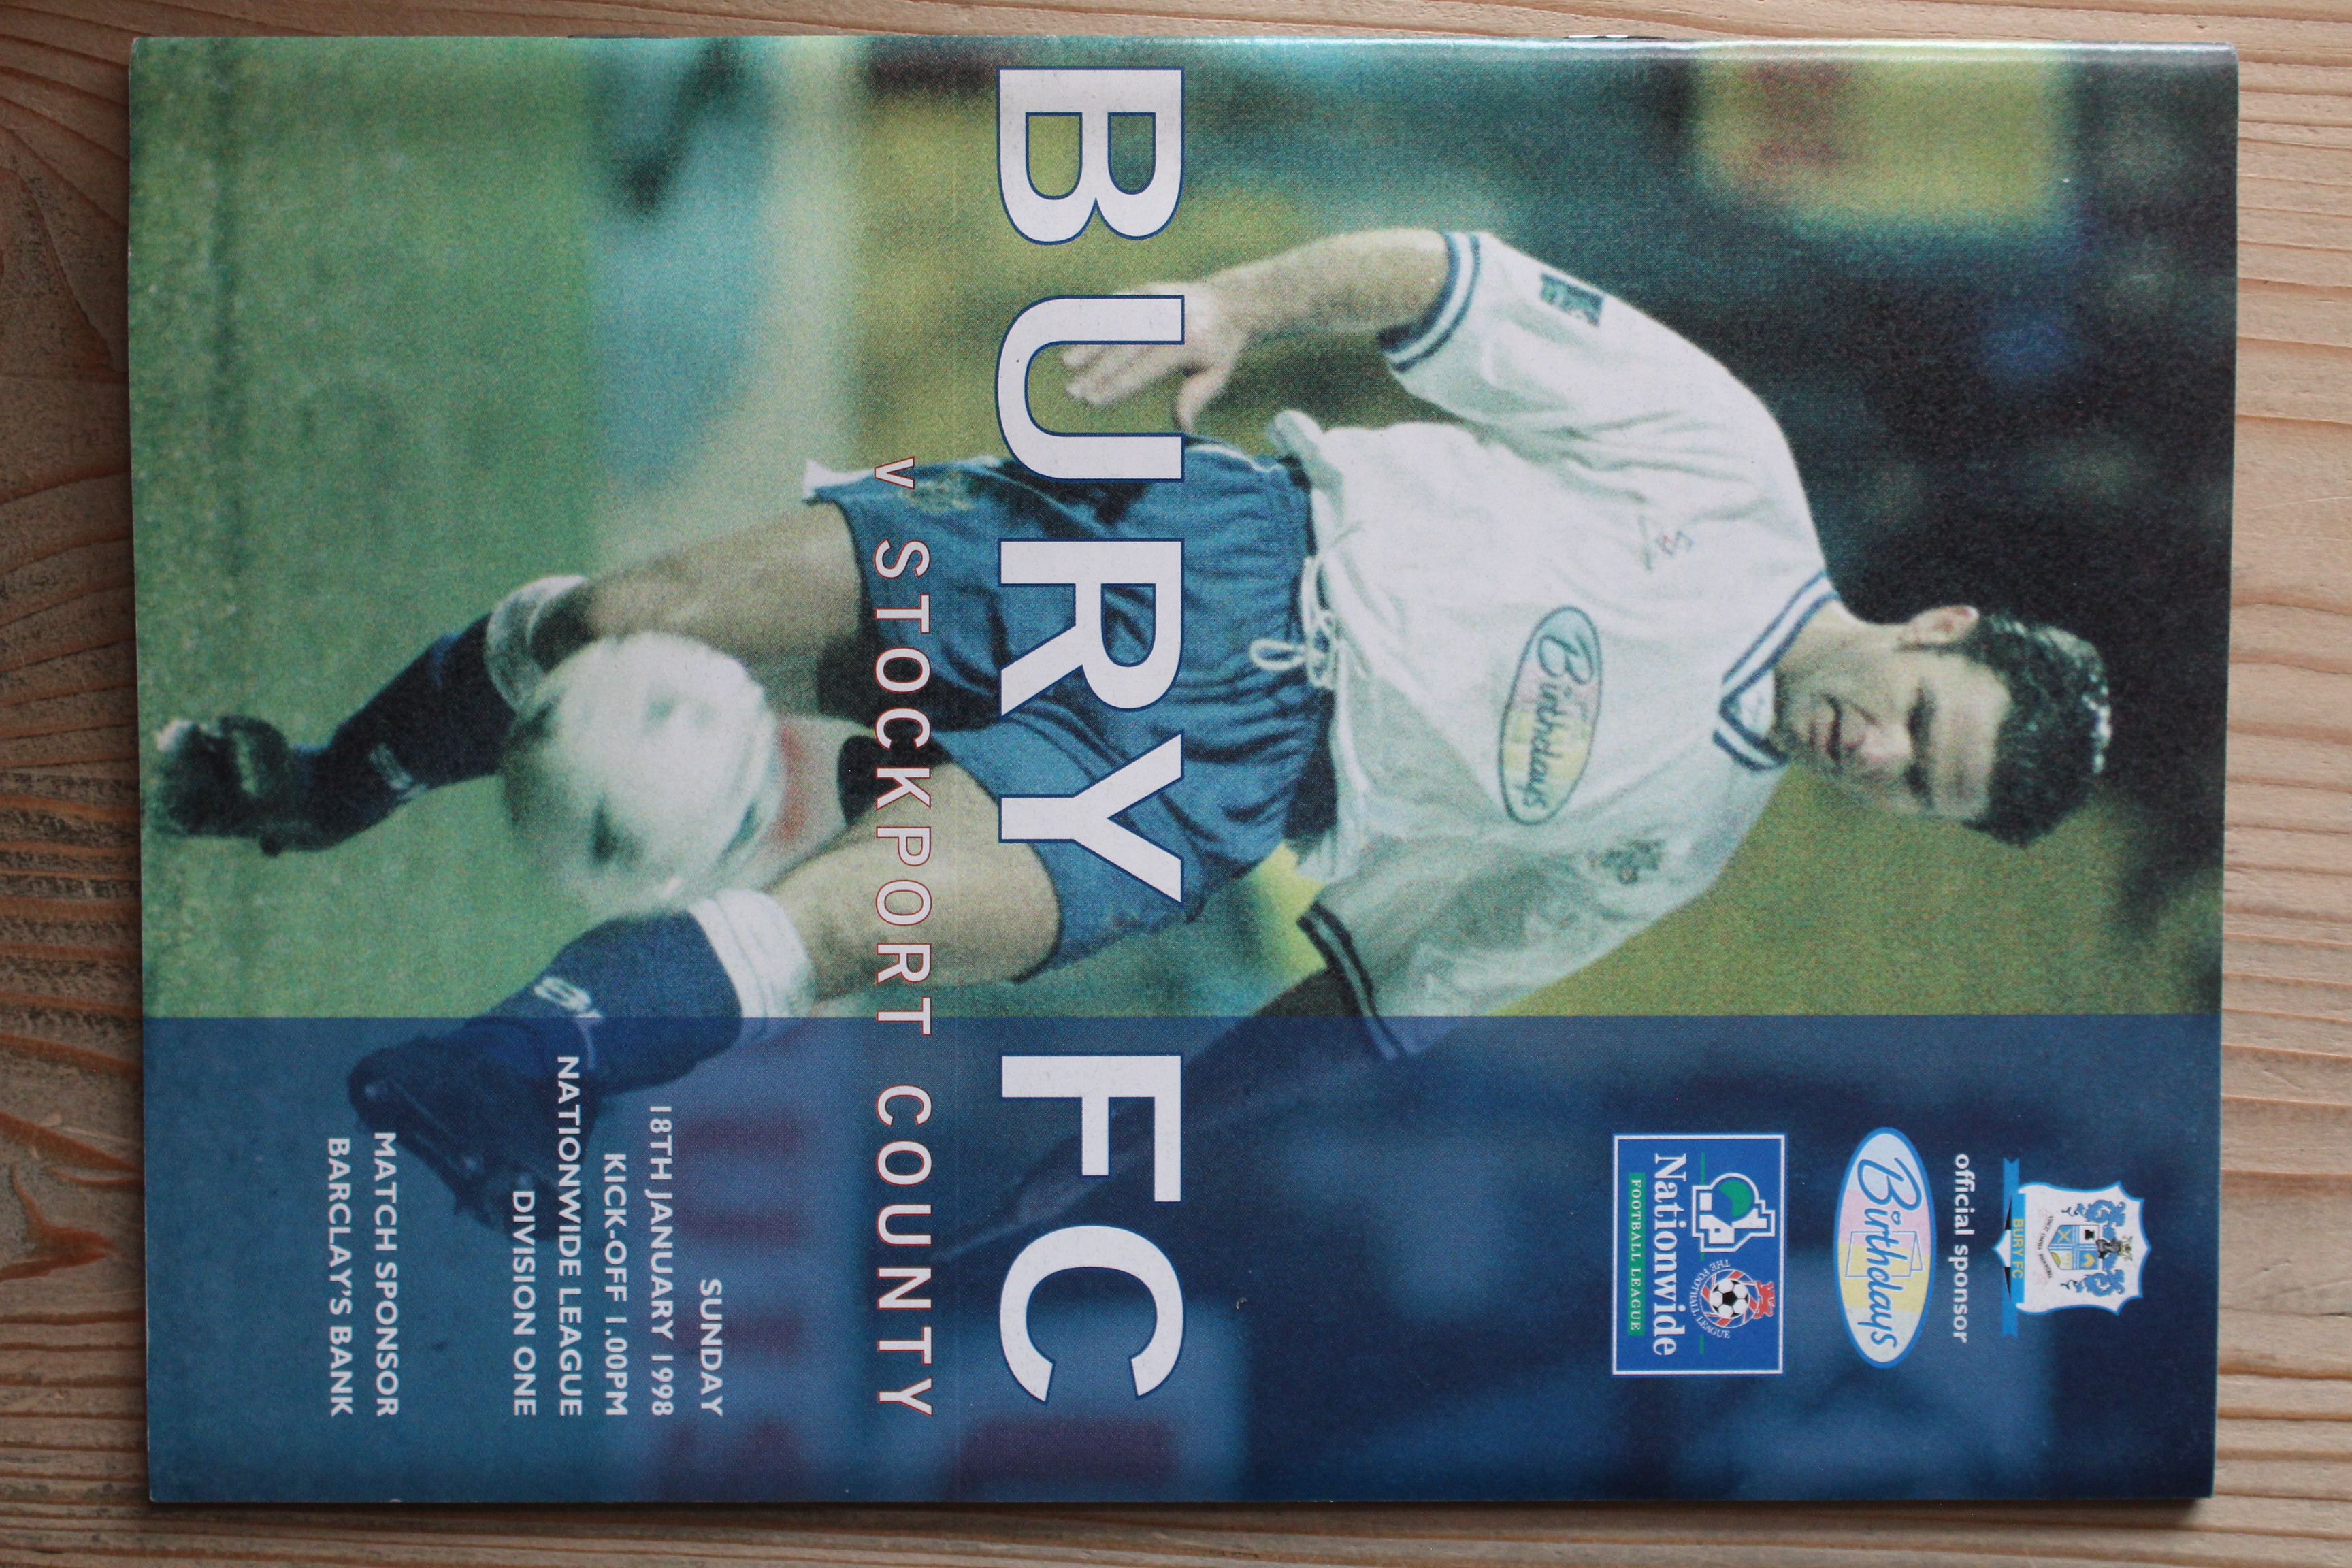 BURY FC
official sponsor
Birthdays
Nationwide
THE FOOTBALL LEAGUE
FOOTBALL LEAGUE
Birthdays
BURY FC
v STOCKPORT COUNTY
SUNDAY
18TH JANUARY 1998
KICK-OFF 1.00PM
NATIONWIDE LEAGUE
DIVISION ONE
MATCH SPONSOR
BARCLAY'S BANK